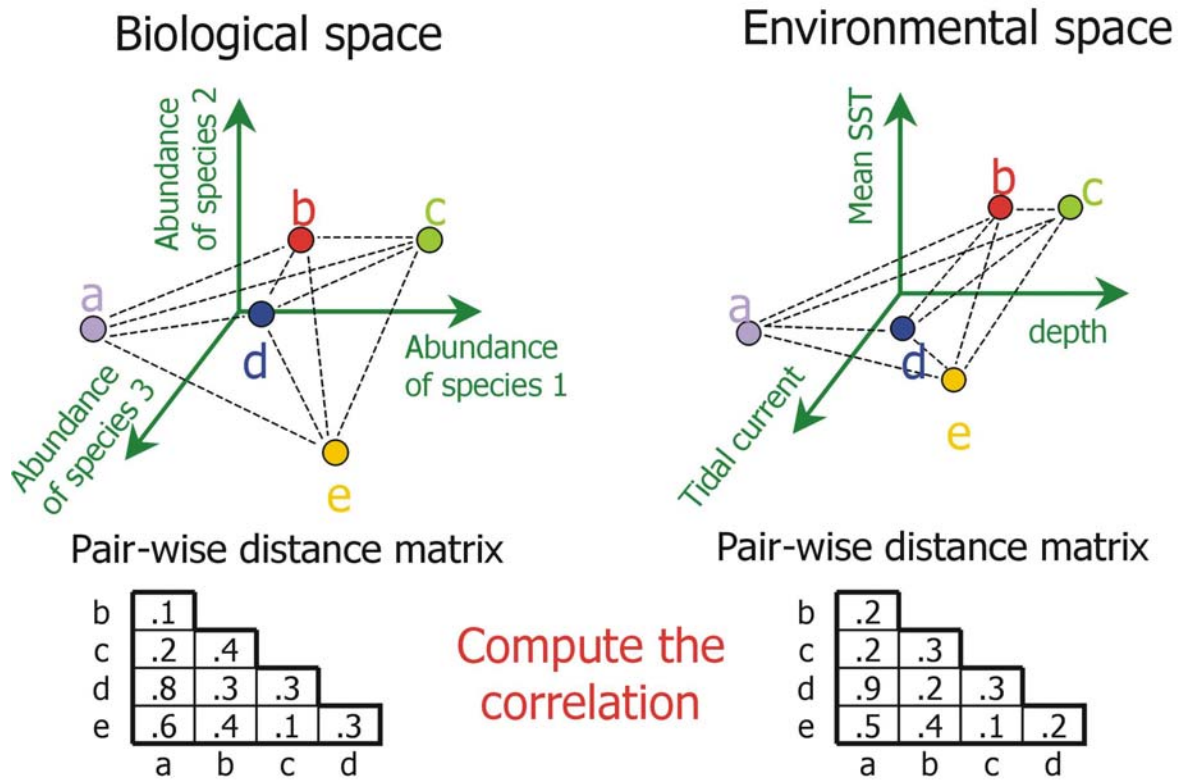 Biological space
Abundance
of species 2
b
c
a
d
Abundance
of species 1
Abundance
of species 3
e
Pair-wise distance matrix
b .1
c .2 .4
d .8 .3 .3
e .6 .4 .1 .3
a b c d
Compute the
correlation
Environmental space
Mean SST
b
c
a
d
depth
Tidal current
e
Pair-wise distance matrix
b .2
c .2 .3
d .9 .2 .3
e .5 .4 .1 .2
a b c d